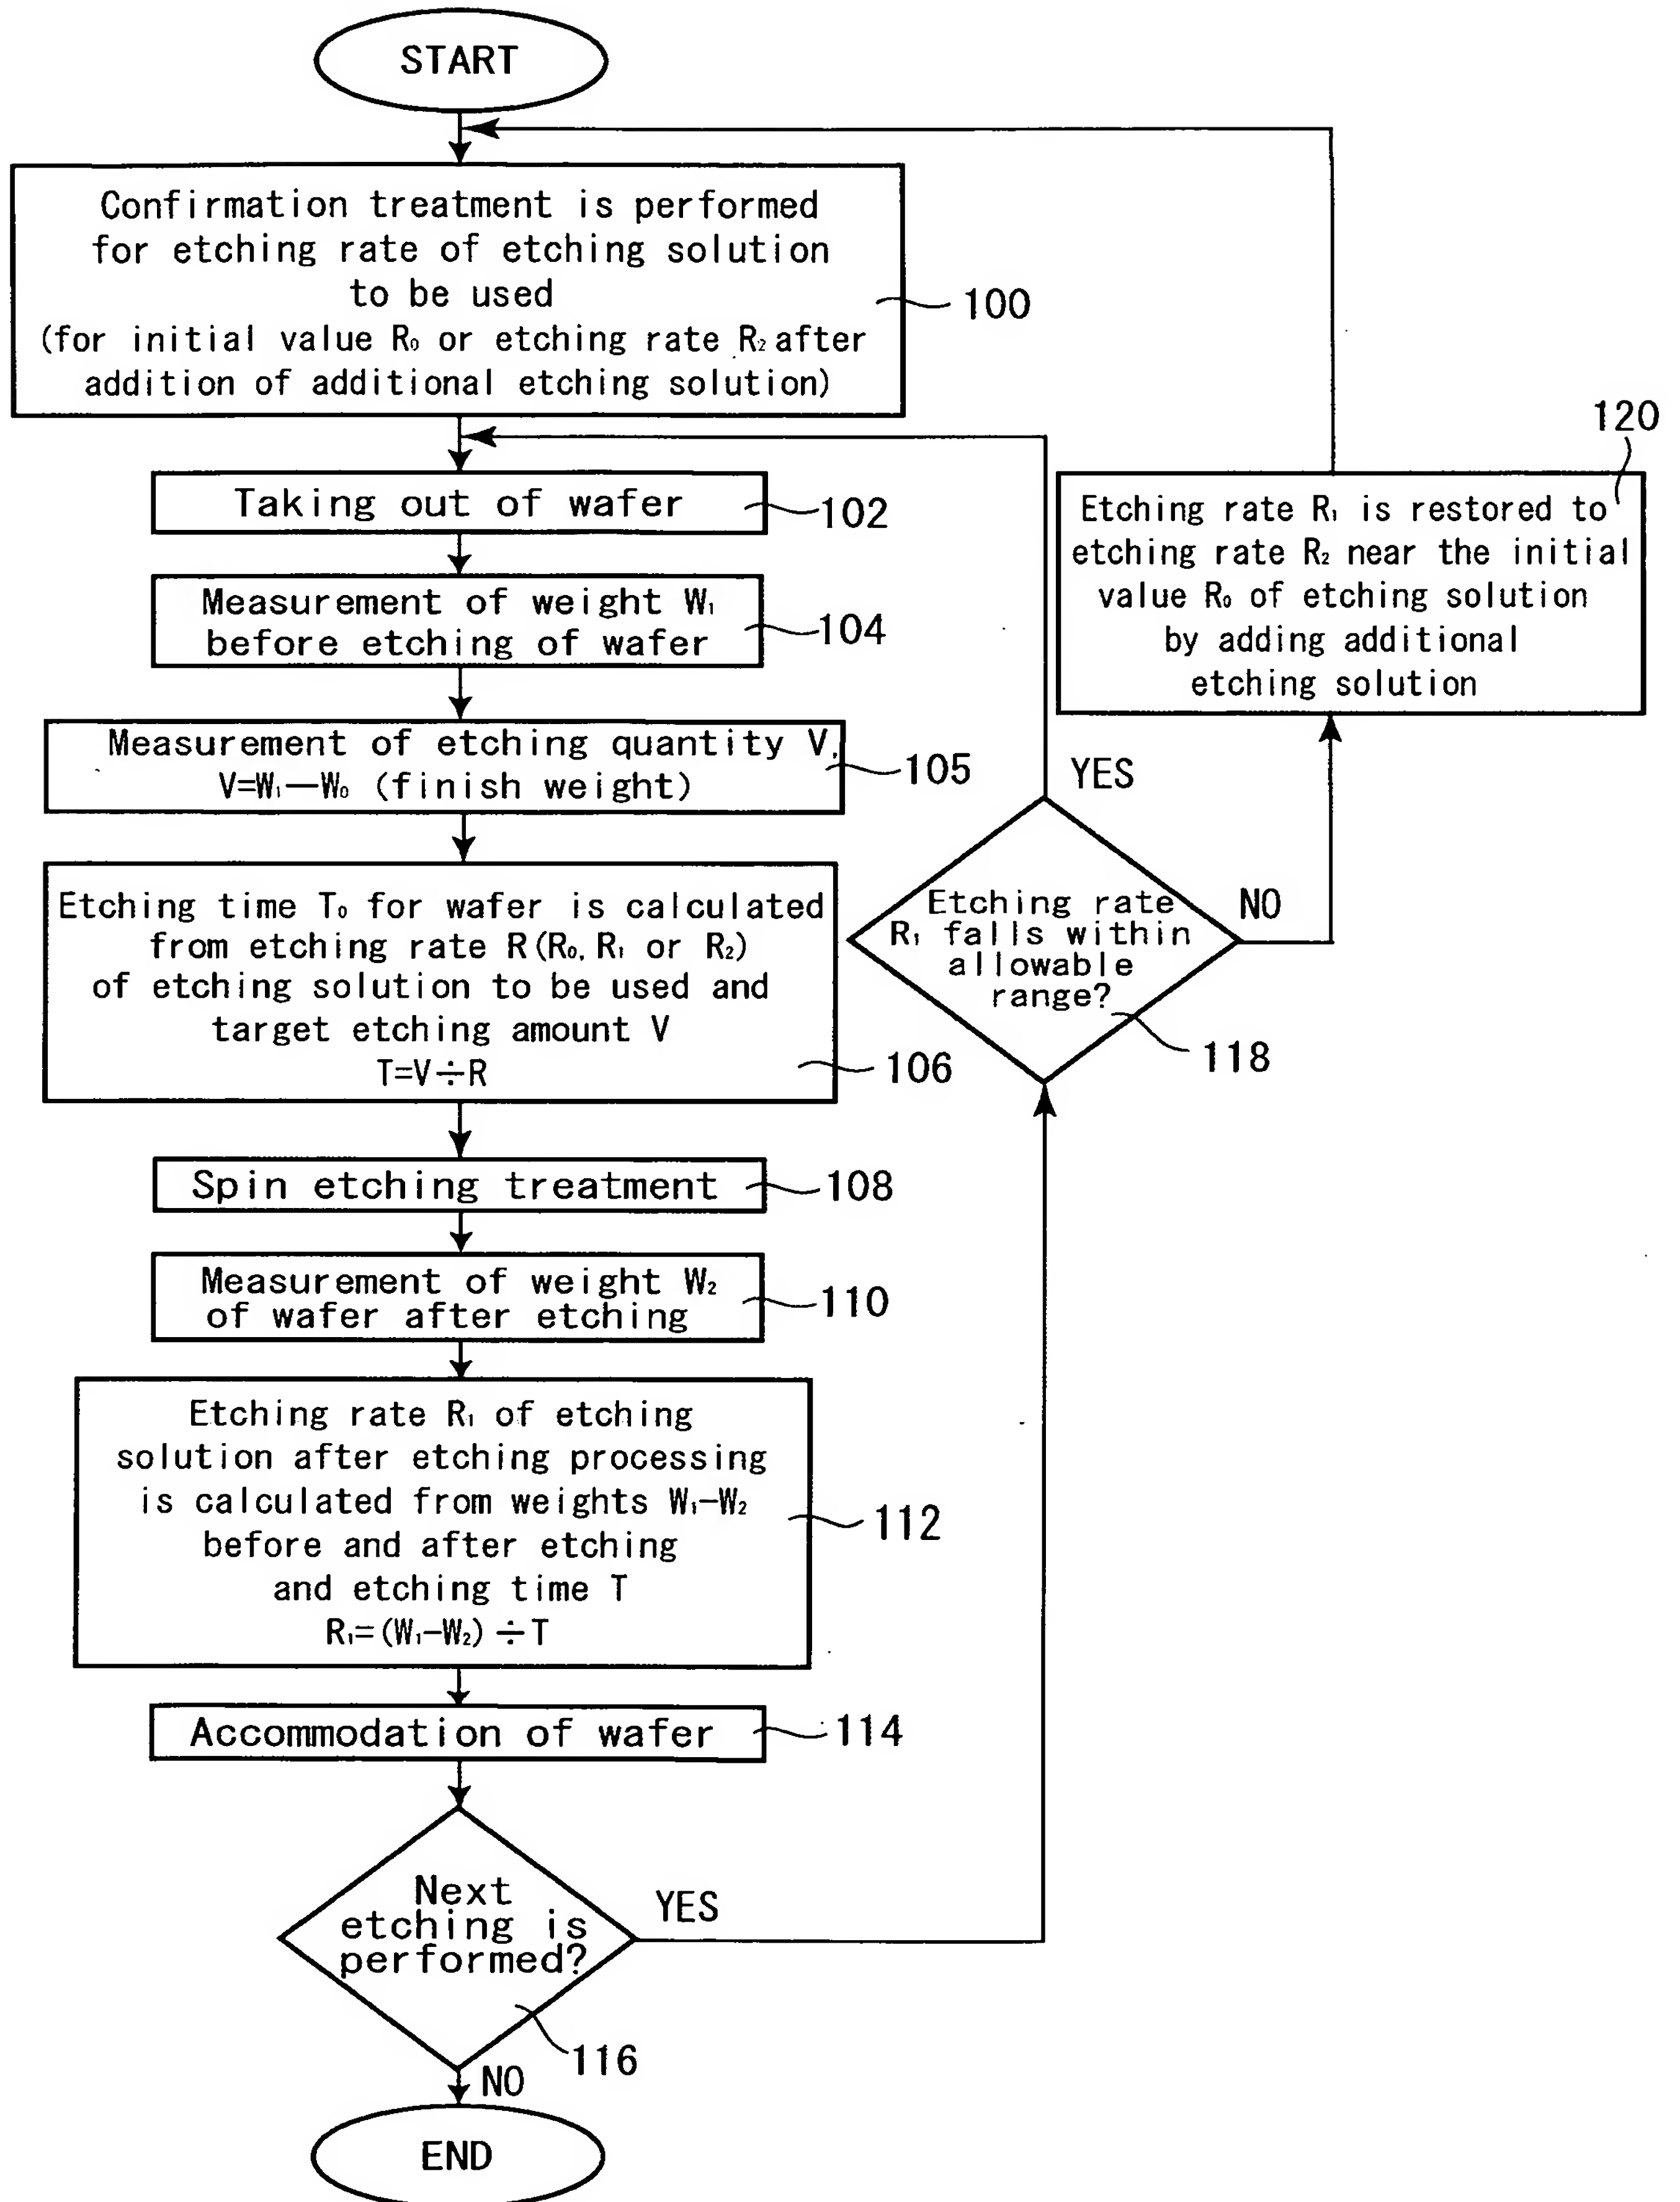 START
Confirmation treatment is performed
for etching rate of etching solution
to be used
(for initial value R₀ or etching rate R₂ after
addition of additional etching solution)
100
Taking out of wafer
102
Measurement of weight W₁
before etching of wafer
104
Measurement of etching quantity V,
V=W₁—W₀ (finish weight)
105
Etching time T₀ for wafer is calculated
from etching rate R(R₀, R₁ or R₂)
of etching solution to be used and
target etching amount V
T=V÷R
106
Spin etching treatment
108
Measurement of weight W₂
of wafer after etching
110
Etching rate R₁ of etching
solution after etching processing
is calculated from weights W₁-W₂
before and after etching
and etching time T
R₁=(W₁-W₂)÷T
112
Accommodation of wafer
114
Next
etching is
performed?
116
YES
NO
END
Etching rate
R₁ falls within
allowable
range?
118
YES
NO
120
Etching rate R₁ is restored to
etching rate R₂ near the initial
value R₀ of etching solution
by adding additional
etching solution